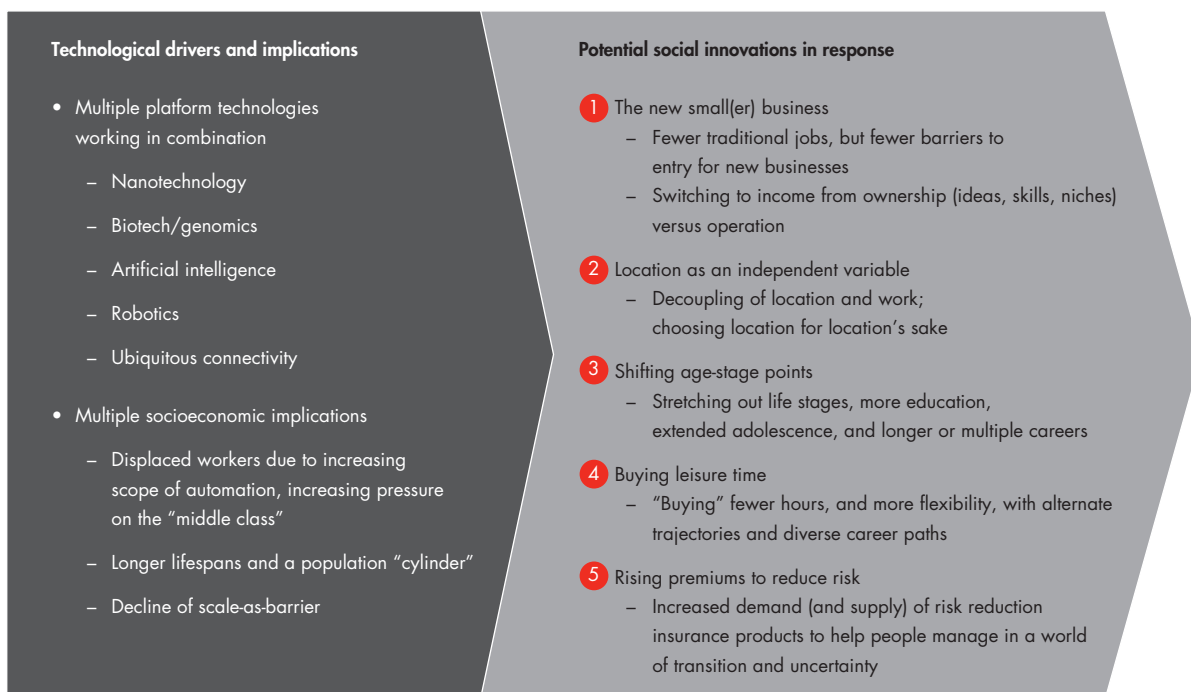 Technological drivers and implications
• Multiple platform technologies
working in combination
– Nanotechnology
– Biotech/genomics
– Artificial intelligence
– Robotics
– Ubiquitous connectivity
• Multiple socioeconomic implications
– Displaced workers due to increasing
scope of automation, increasing pressure
on the “middle class”
– Longer lifespans and a population “cylinder”
– Decline of scale-as-barrier
Potential social innovations in response
1 The new small(er) business
– Fewer traditional jobs, but fewer barriers to
entry for new businesses
– Switching to income from ownership (ideas, skills, niches)
versus operation
2 Location as an independent variable
– Decoupling of location and work;
choosing location for location’s sake
3 Shifting age-stage points
– Stretching out life stages, more education,
extended adolescence, and longer or multiple careers
4 Buying leisure time
– “Buying” fewer hours, and more flexibility, with alternate
trajectories and diverse career paths
5 Rising premiums to reduce risk
– Increased demand (and supply) of risk reduction
insurance products to help people manage in a world
of transition and uncertainty